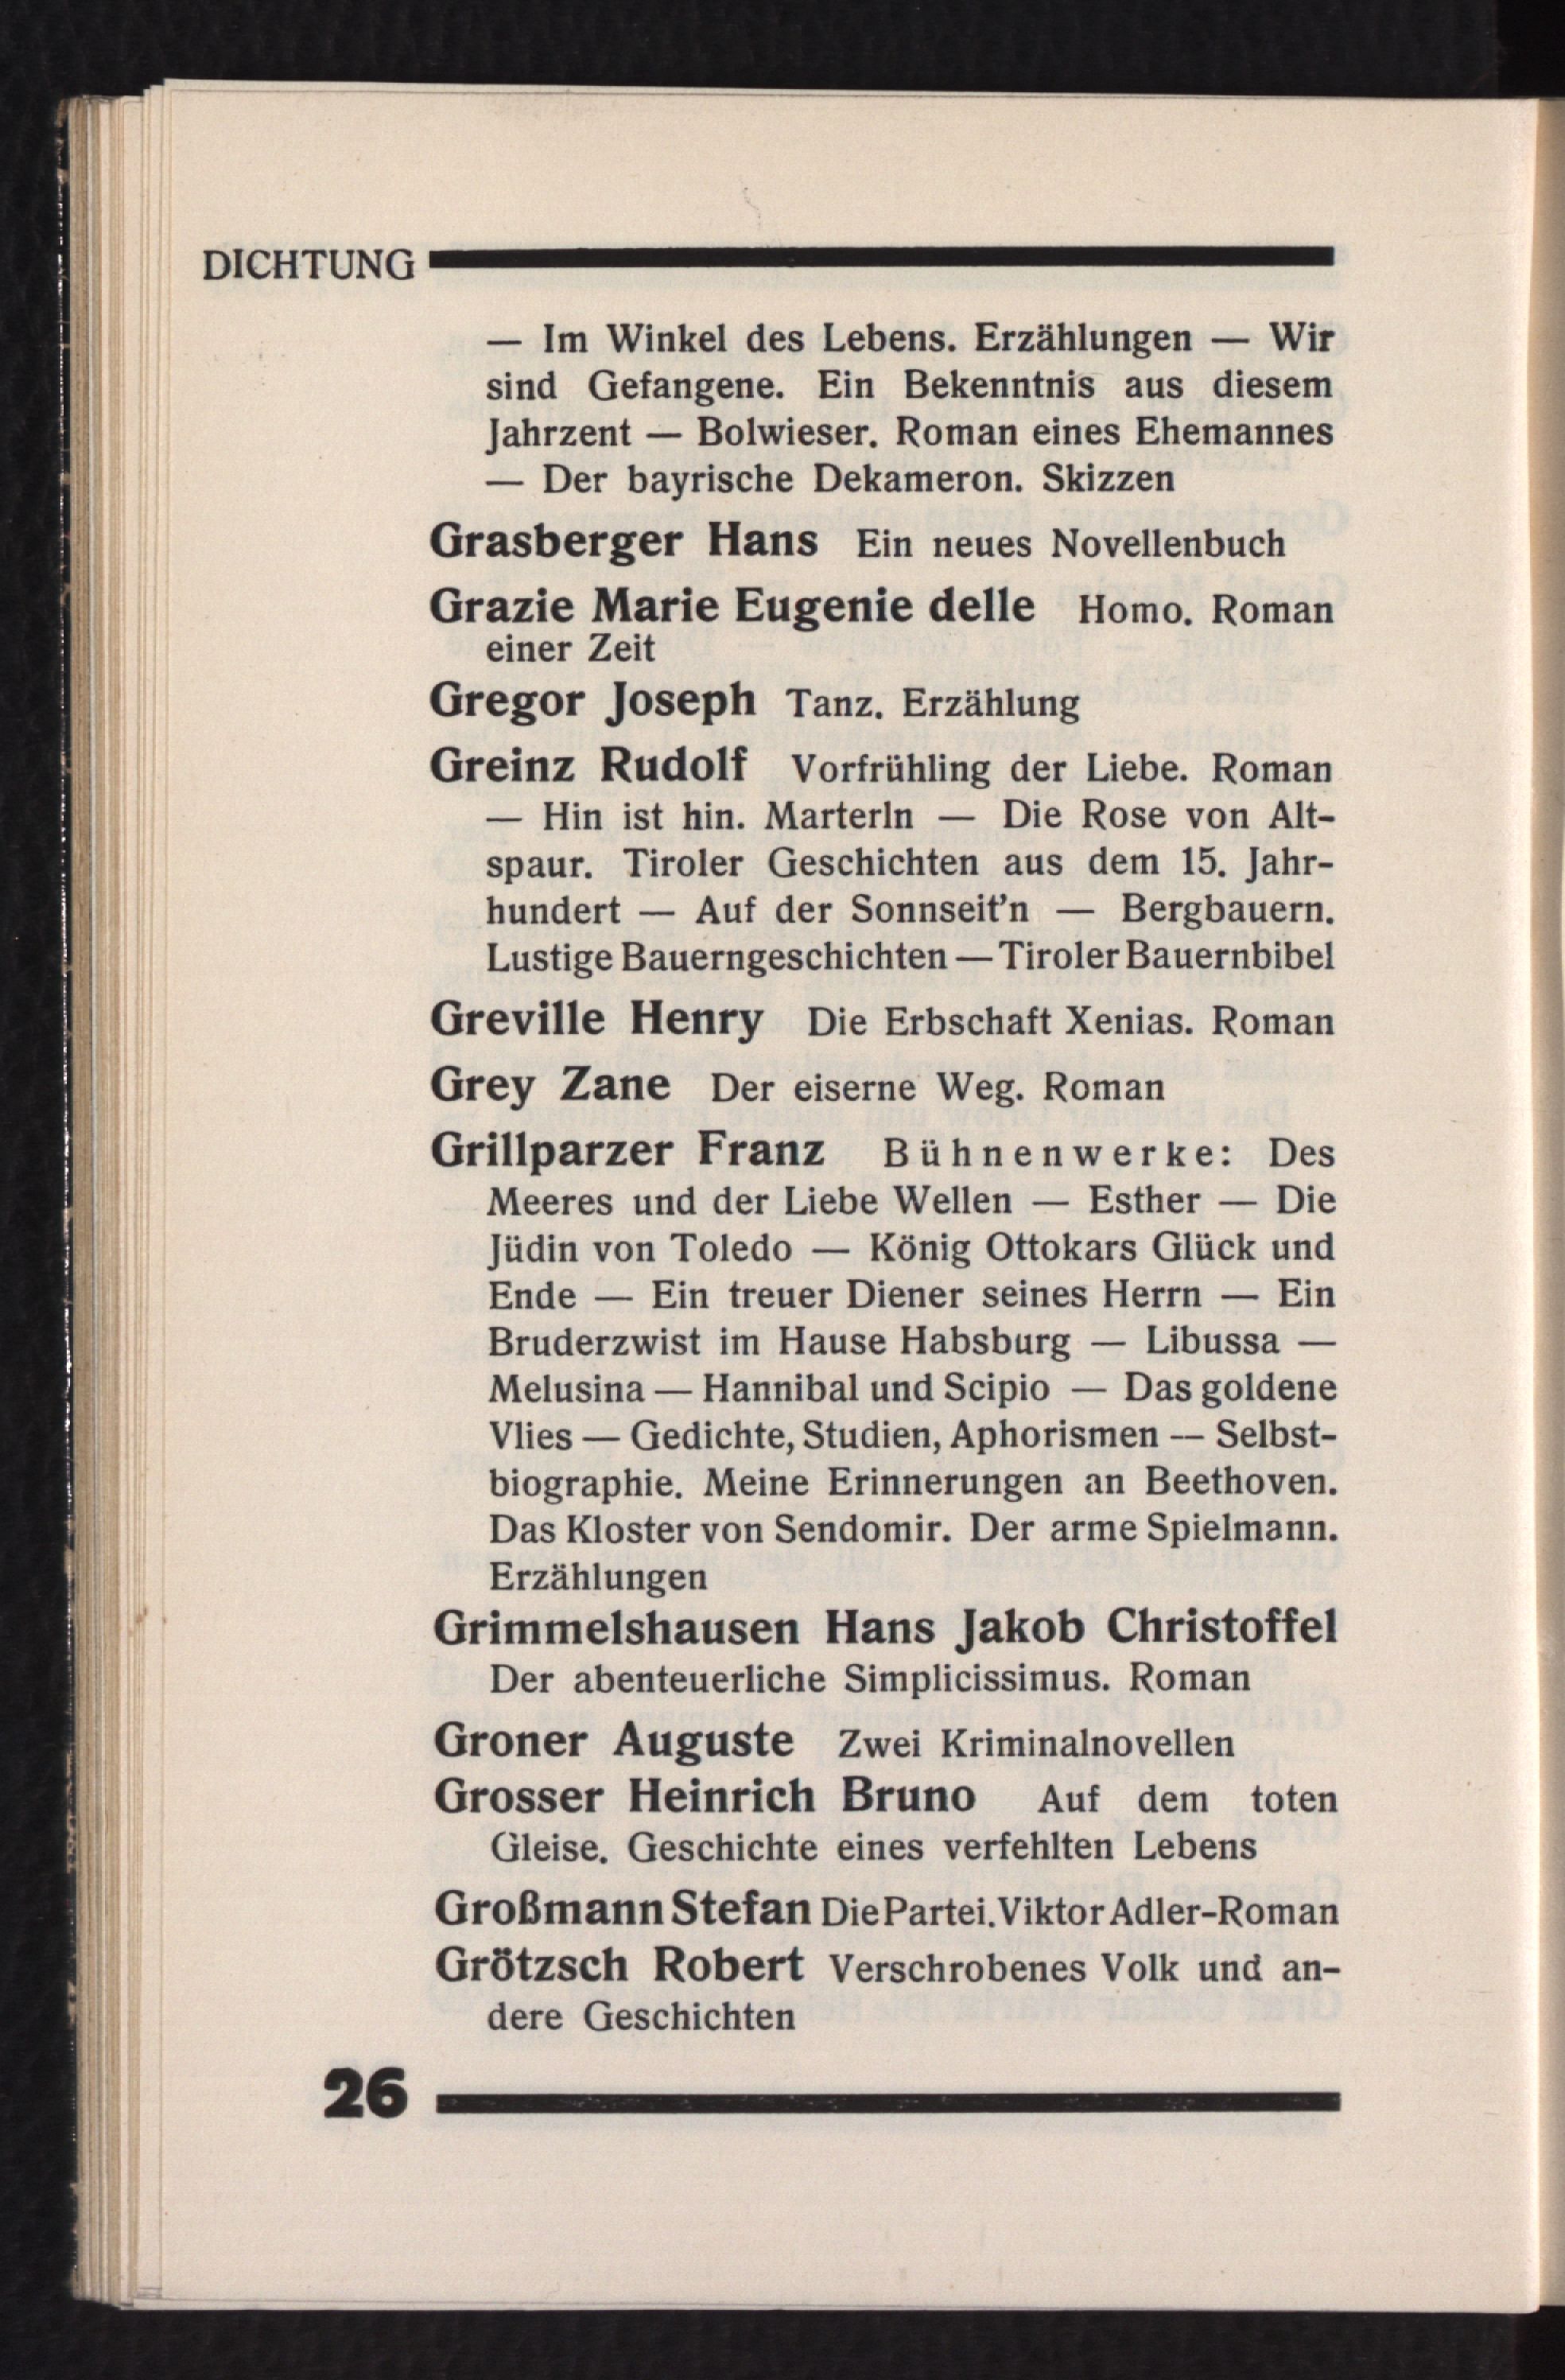 DICHTUNG
— Im Winkel des Lebens. Erzählungen — Wir
sind Gefangene. Ein Bekenntnis aus diesem
Jahrzent — Bolwieser. Roman eines Ehemannes
— Der bayrische Dekameron. Skizzen
Grasberger Hans Ein neues Novellenbuch
Grazie Marie Eugenie delle Homo. Roman
einer Zeit
Gregor Joseph Tanz. Erzählung
Greinz Rudolf Vorfrühling der Liebe. Roman
— Hin ist hin. Marterln — Die Rose von Alt-
spaur. Tiroler Geschichten aus dem 15. Jahr-
hundert — Auf der Sonnseit'n — Bergbauern.
Lustige Bauerngeschichten — Tiroler Bauernbibel
Greville Henry Die Erbschaft Xenias. Roman
Grey Zane Der eiserne Weg. Roman
Grillparzer Franz Bühnenwerke: Des
Meeres und der Liebe Wellen — Esther — Die
Jüdin von Toledo — König Ottokars Glück und
Ende — Ein treuer Diener seines Herrn — Ein
Bruderzwist im Hause Habsburg — Libussa —
Melusina — Hannibal und Scipio — Das goldene
Vlies — Gedichte, Studien, Aphorismen — Selbst-
biographie. Meine Erinnerungen an Beethoven.
Das Kloster von Sendomir. Der arme Spielmann.
Erzählungen
Grimmelshausen Hans Jakob Christoffel
Der abenteuerliche Simplicissimus. Roman
Groner Auguste Zwei Kriminalnovellen
Grosser Heinrich Bruno Auf dem toten
Gleise. Geschichte eines verfehlten Lebens
Großmann Stefan Die Partei. Viktor Adler-Roman
Grötzsch Robert Verschrobenes Volk und an-
dere Geschichten
26